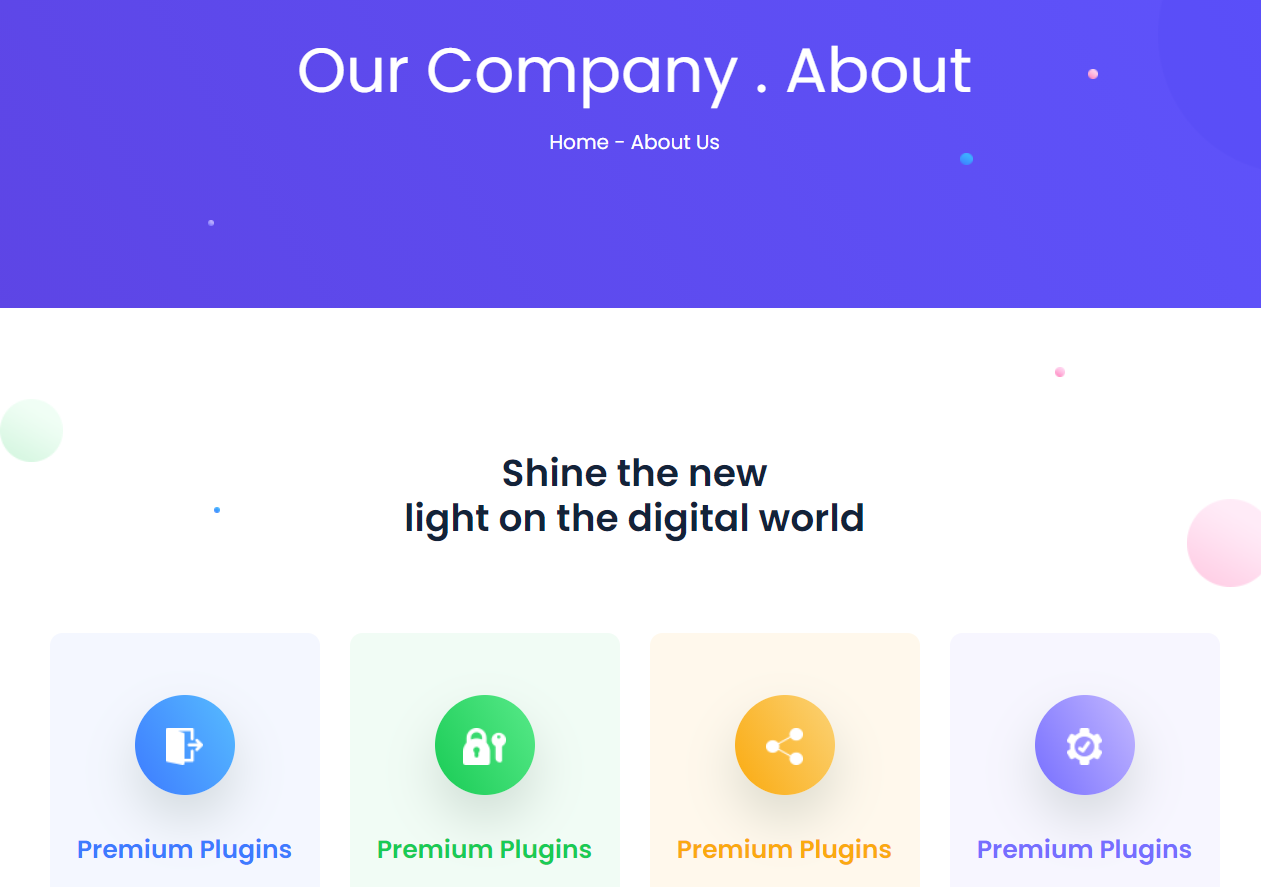 Our Company . About
Home - About Us
Shine the new
light on the digital world
Premium Plugins
Premium Plugins
Premium Plugins
Premium Plugins